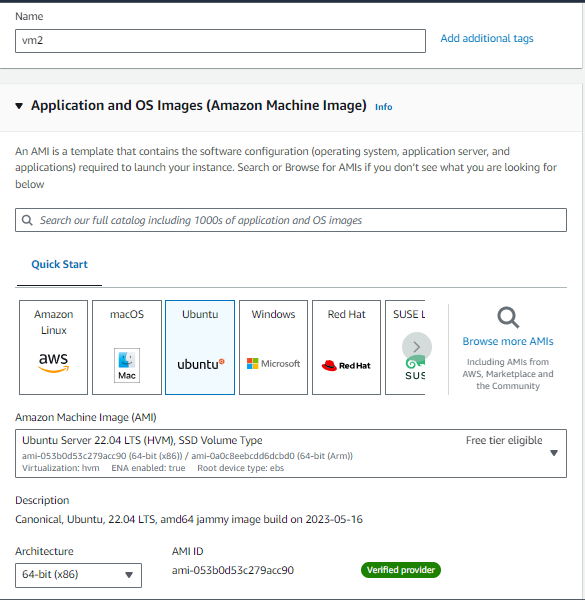 Name
vm2
Add additional tags
Application and OS Images (Amazon Machine Image) Info
An AMI is a template that contains the software configuration (operating system, application server, and
applications) required to launch your instance. Search or Browse for AMIs if you don't see what you are looking for
below
Search our full catalog including 1000s of application and OS images
Quick Start
Amazon
Linux
aws
macOS
Mac
Ubuntu
ubuntu
Windows
Microsoft
Red Hat
Red Hat
SUSE L
SUS
Browse more AMIs
Including AMIs from
AWS, Marketplace and
the Community
Amazon Machine Image (AMI)
Ubuntu Server 22.04 LTS (HVM), SSD Volume Type
Free tier eligible
ami-053b0d53c279acc90 (64-bit (x86)) / ami-0a0c8eebcdd6dcbd0 (64-bit (Arm))
Virtualization: hvm ENA enabled: true Root device type: ebs
Description
Canonical, Ubuntu, 22.04 LTS, amd64 jammy image build on 2023-05-16
Architecture
64-bit (x86)
AMI ID
ami-053b0d53c279acc90
Verified provider